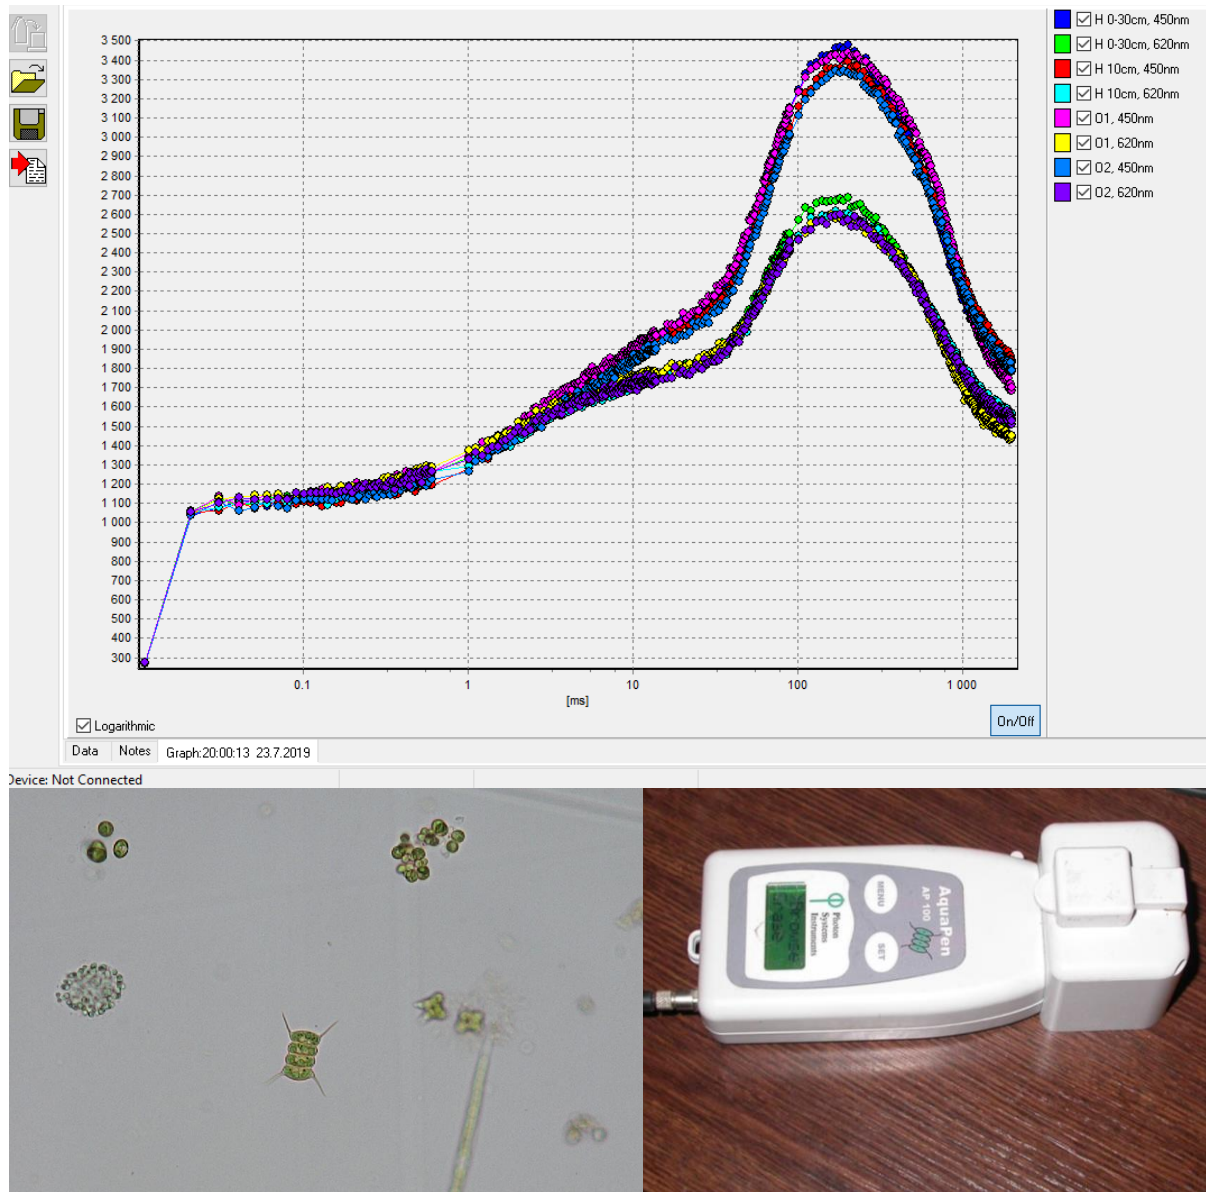 3 500
3 400
3 300
3 200
3 100
3 000
2 900
2 800
2 700
2 600
2 500
2 400
2 300
2 200
2 100
2 000
1 900
1 800
1 700
1 600
1 500
1 400
1 300
1 200
1 100
1 000
900
800
700
600
500
400
300
0.1 1 10 100 1 000
[ms]
H 0-30cm, 450nm
H 0-30cm, 620nm
H 10cm, 450nm
H 10cm, 620nm
O1, 450nm
O1, 620nm
O2, 450nm
O2, 620nm
Logarithmic
On/Off
Data Notes Graph:20:00:13 23.7.2019
Device: Not Connected
AquaPen
AP 100
MENU
SET
Photon
Systems
Instruments